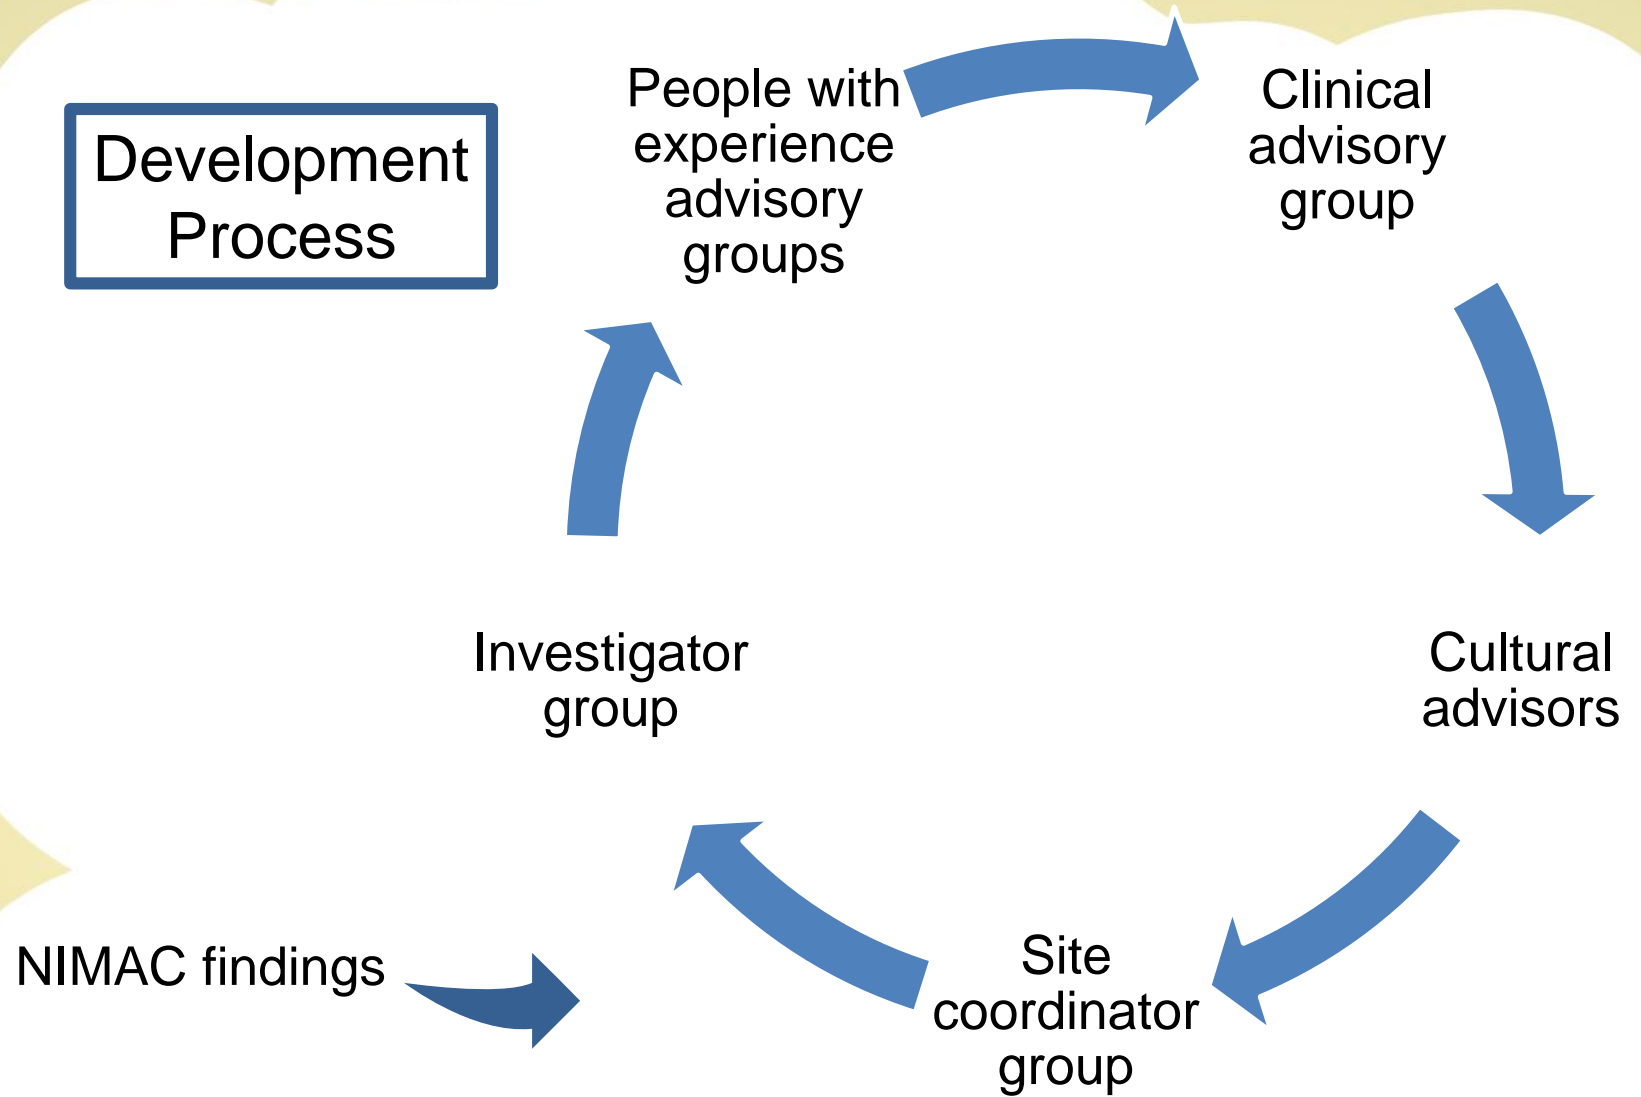 Development
Process
People with
experience
advisory
groups
Clinical
advisory
group
Cultural
advisors
Site
coordinator
group
Investigator
group
NIMAC findings